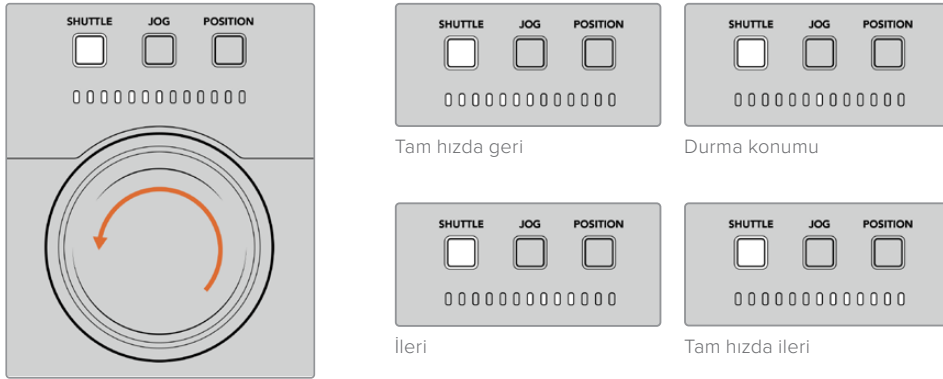 SHUTTLE JOG POSITION
SHUTTLE JOG POSITION
Tam hızda geri
SHUTTLE JOG POSITION
Durma konumu
SHUTTLE JOG POSITION
İleri
SHUTTLE JOG POSITION
Tam hızda ileri